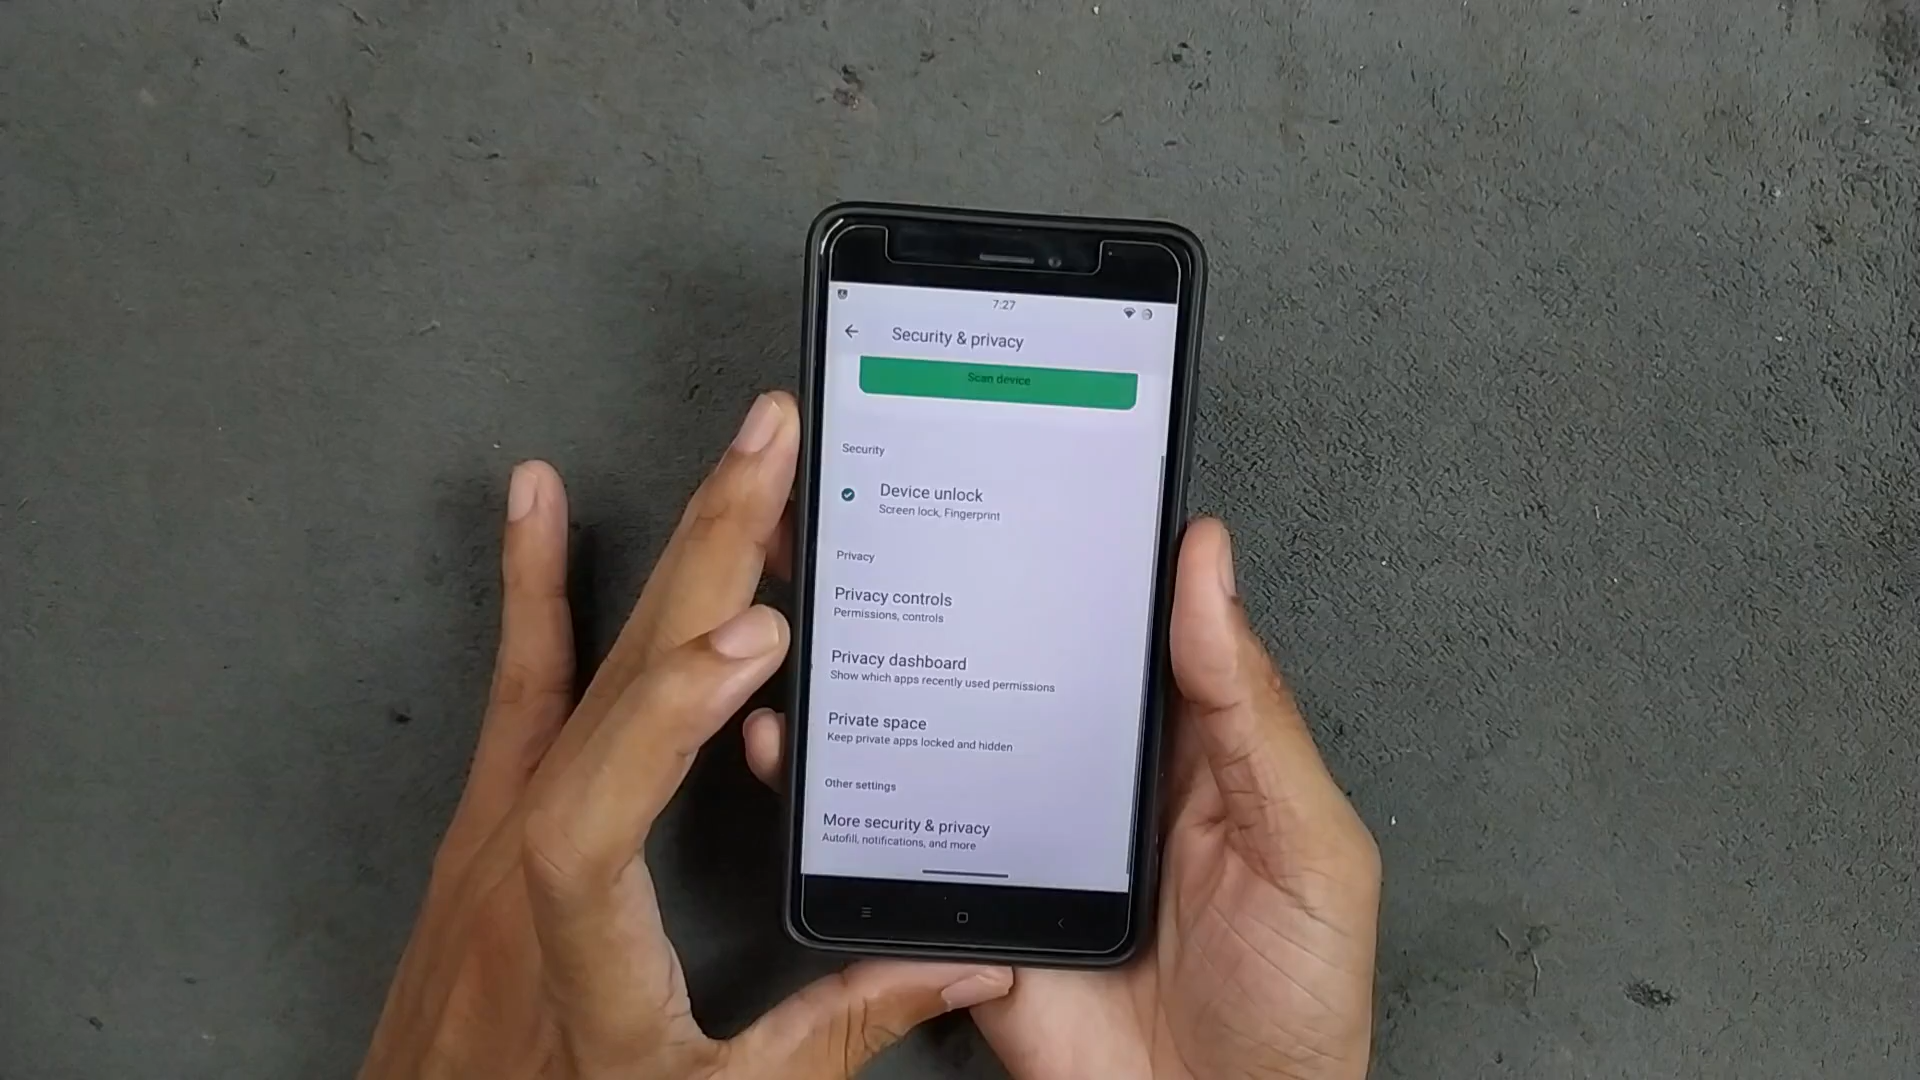 7:27
Security & privacy
Scan device
Security
Device unlock
Screen lock, Fingerprint
Privacy
Privacy controls
Permissions, controls
Privacy dashboard
Show which apps recently used permissions
Private space
Keep private apps locked and hidden
Other settings
More security & privacy
Autofill, notifications, and more